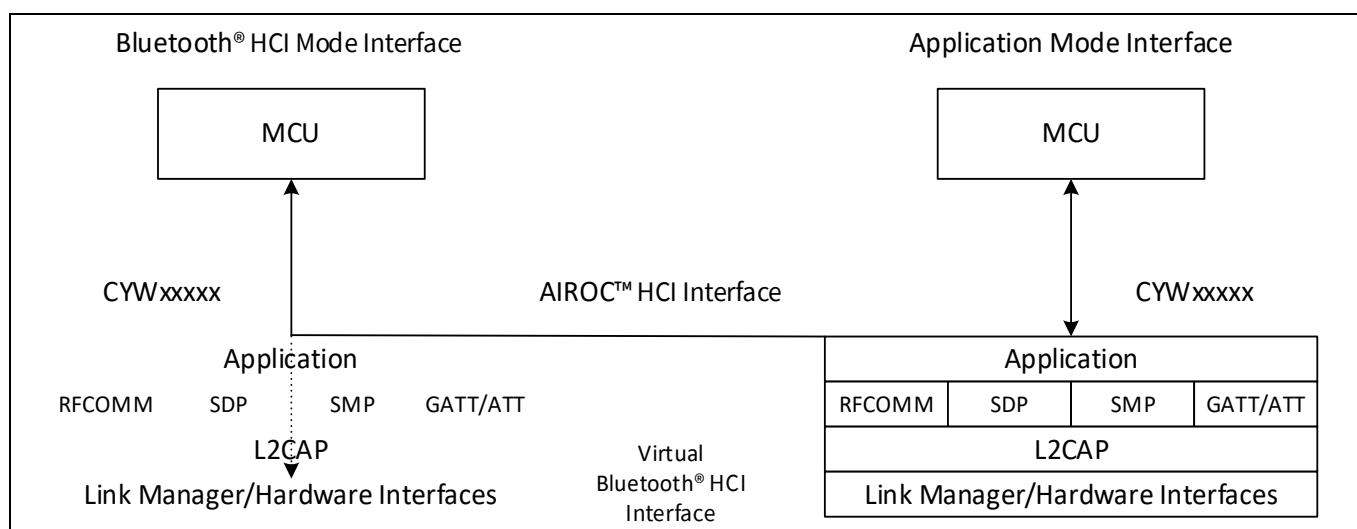 Bluetooth® HCI Mode Interface
Application Mode Interface
MCU
MCU
CYWxxxxx
AIROC™ HCI Interface
CYWxxxxx
Application
Application
RFCOMM SDP SMP GATT/ATT
RFCOMM SDP SMP GATT/ATT
L2CAP
L2CAP
Link Manager/Hardware Interfaces
Virtual
Bluetooth® HCI
Interface
Link Manager/Hardware Interfaces